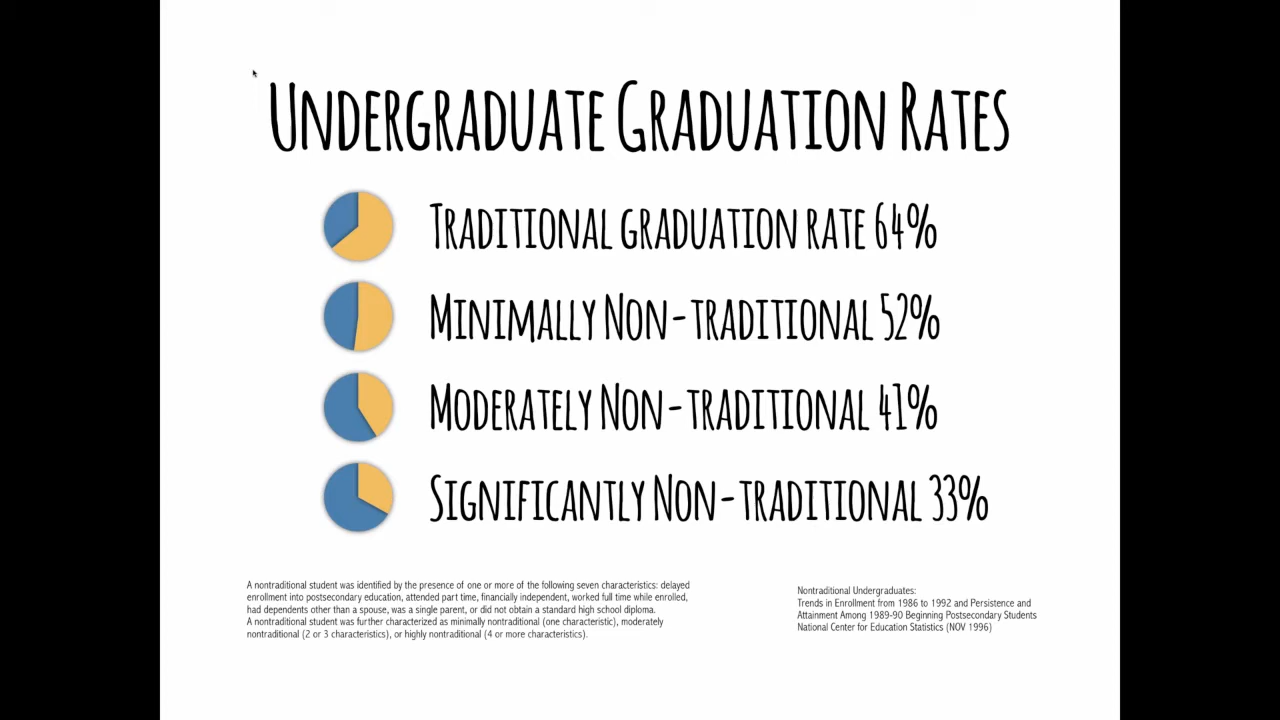 Undergraduate Graduation Rates
Traditional graduation rate 64%
Minimally Non-traditional 52%
Moderately Non-traditional 41%
Significantly Non-traditional 33%
A nontraditional student was identified by the presence of one or more of the following seven characteristics: delayed
enrollment into postsecondary education, attended part time, financially independent, worked full time while enrolled,
had dependents other than a spouse, was a single parent, or did not obtain a standard high school diploma.
A nontraditional student was further characterized as minimally nontraditional (one characteristic), moderately
nontraditional (2 or 3 characteristics), or highly nontraditional (4 or more characteristics).
Nontraditional Undergraduates:
Trends in Enrollment from 1986 to 1992 and Persistence and
Attainment Among 1989-90 Beginning Postsecondary Students
National Center for Education Statistics (NOV 1996)